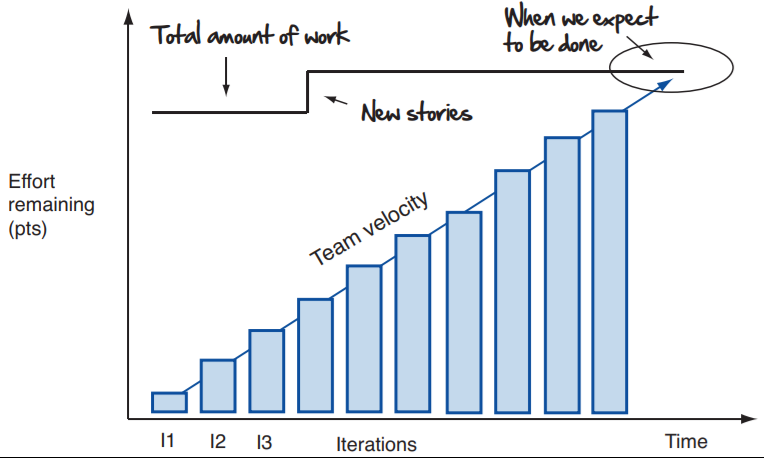 Total amount of work
When we expect
to be done
New stories
Effort
remaining
(pts)
Team velocity
I1 I2 I3 Iterations Time